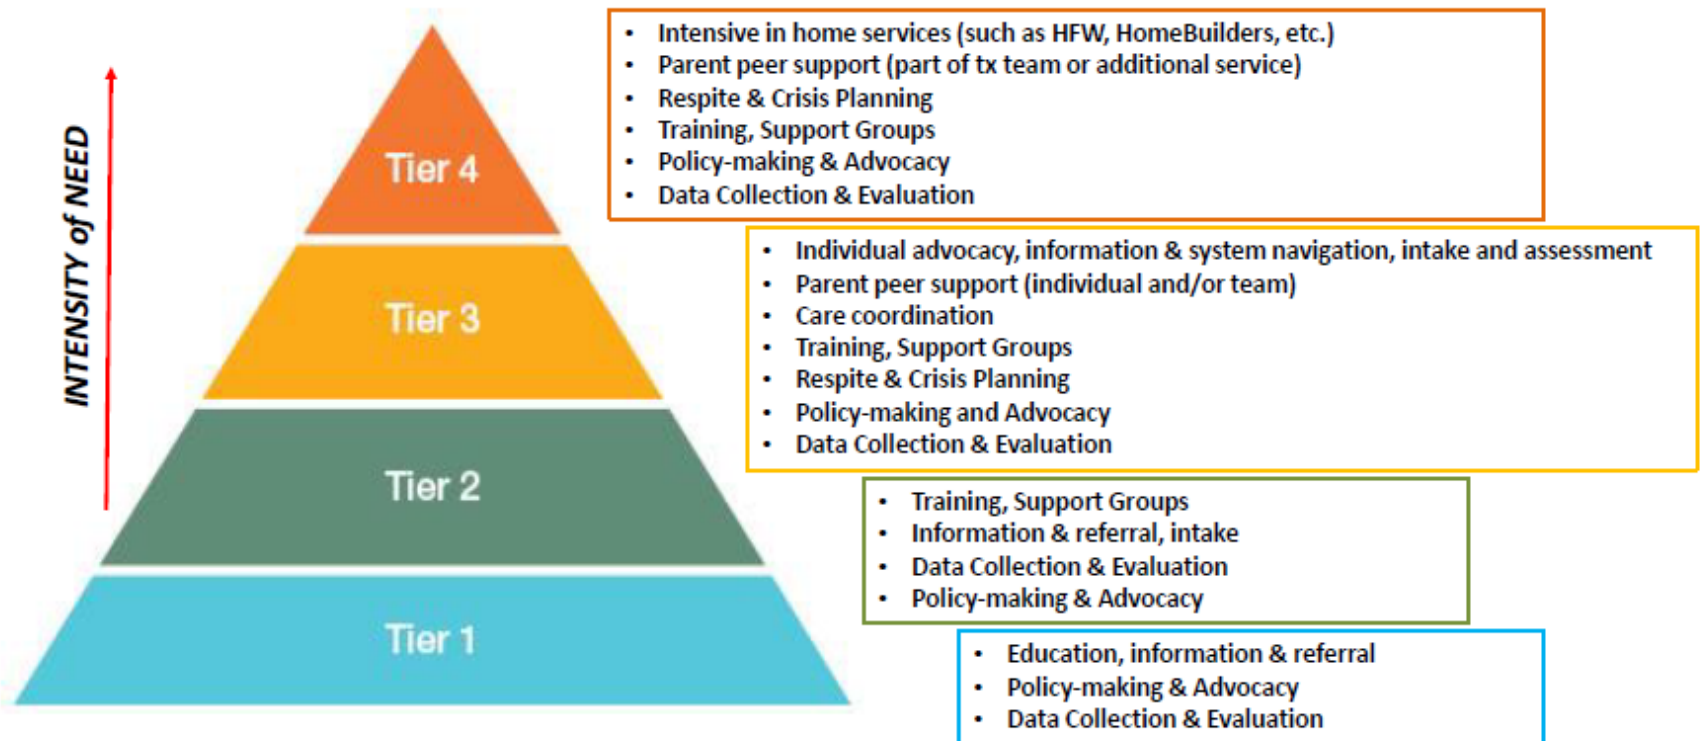 INTENSITY of NEED
Tier 4
• Intensive in home services (such as HFW, HomeBuilders, etc.)
• Parent peer support (part of tx team or additional service)
• Respite & Crisis Planning
• Training, Support Groups
• Policy-making & Advocacy
• Data Collection & Evaluation
Tier 3
• Individual advocacy, information & system navigation, intake and assessment
• Parent peer support (individual and/or team)
• Care coordination
• Training, Support Groups
• Respite & Crisis Planning
• Policy-making and Advocacy
• Data Collection & Evaluation
Tier 2
• Training, Support Groups
• Information & referral, intake
• Data Collection & Evaluation
• Policy-making & Advocacy
Tier 1
• Education, information & referral
• Policy-making & Advocacy
• Data Collection & Evaluation